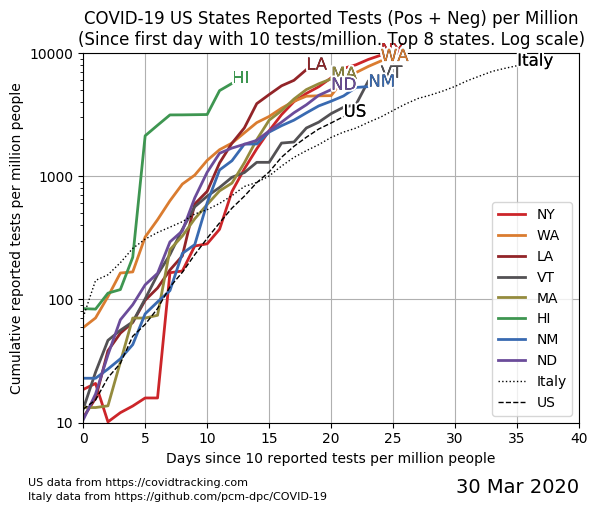 COVID-19 US States Reported Tests (Pos + Neg) per Million
(Since first day with 10 tests/million. Top 8 states. Log scale)
Cumulative reported tests per million people
10000
1000
100
10
LA
HI
MA
ND
WA
VT
NM
US
Italy
NY
WA
LA
VT
MA
HI
NM
ND
Italy
US
0 5 10 15 20 25 30 35 40
Days since 10 reported tests per million people
US data from https://covidtracking.com
Italy data from https://github.com/pcm-dpc/COVID-19
30 Mar 2020